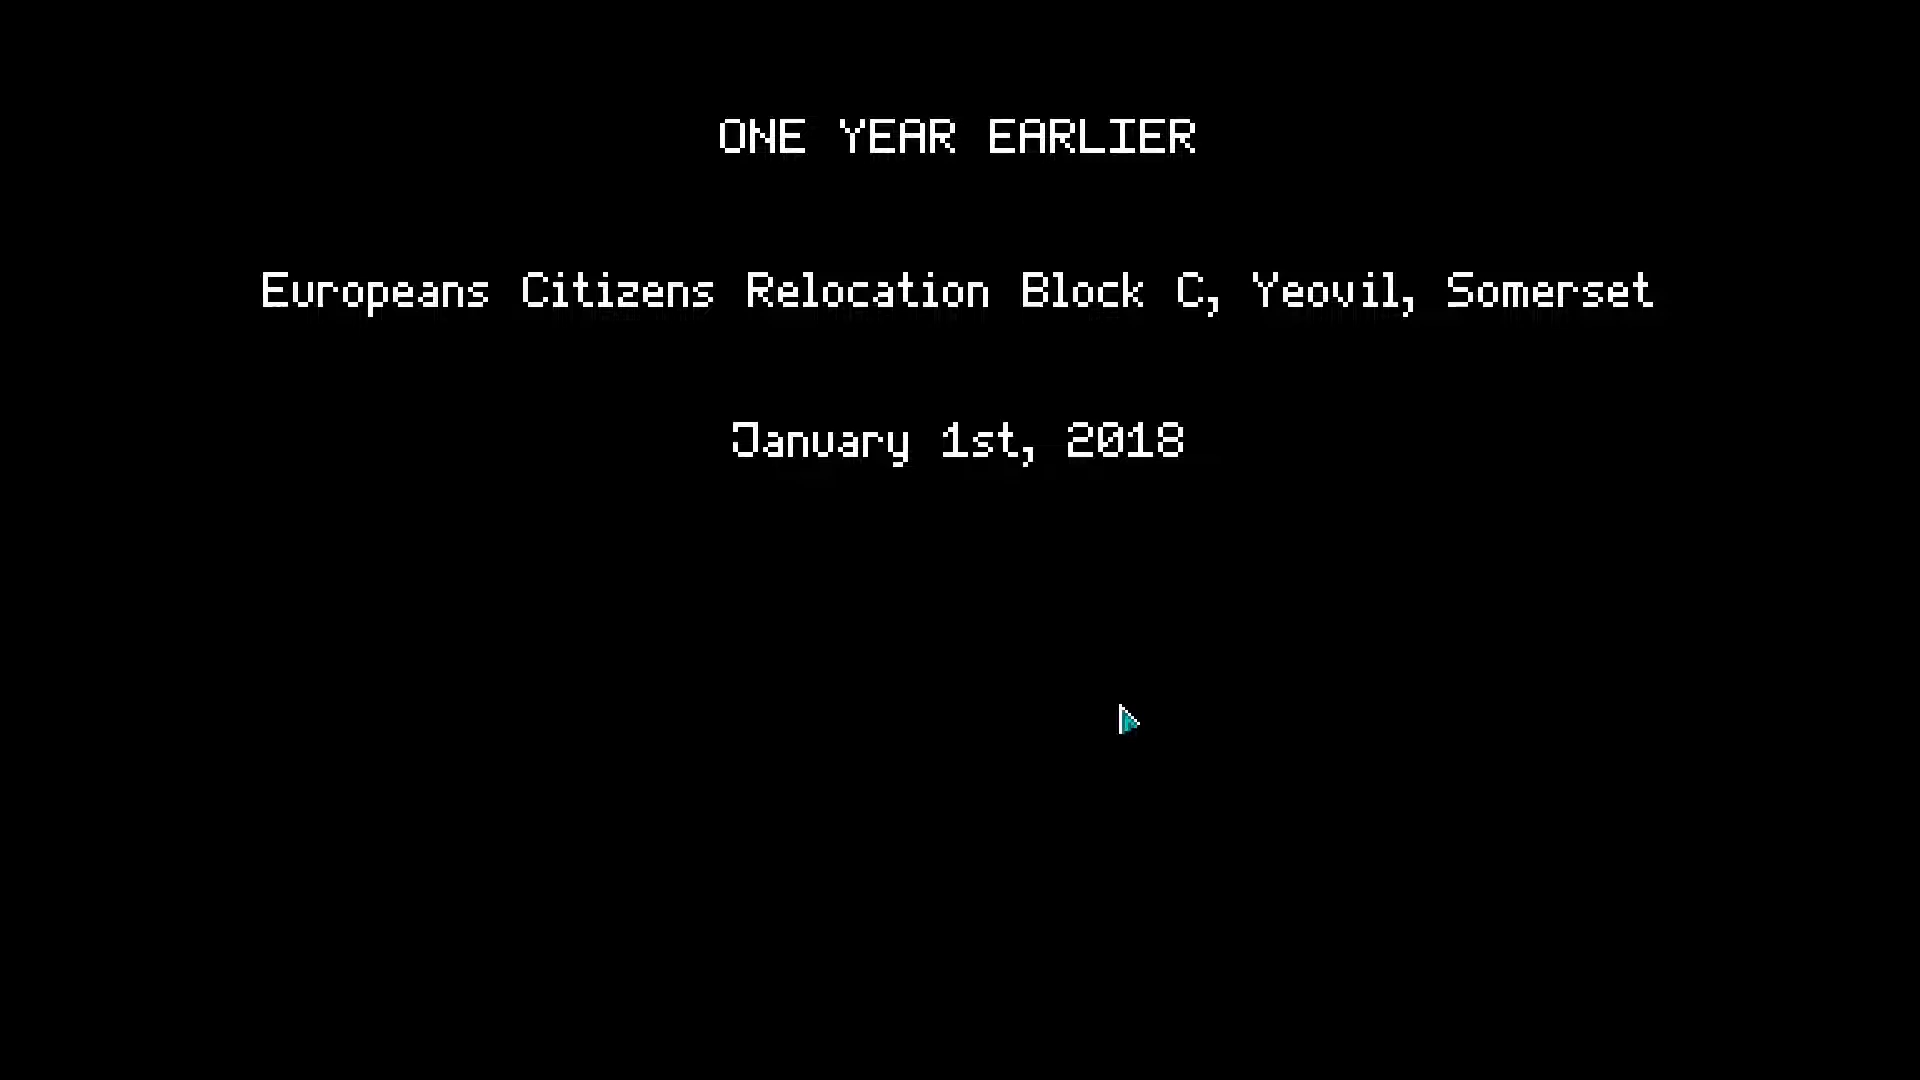 ONE YEAR EARLIER
Europeans Citizens Relocation Block C, Yeovil, Somerset
January 1st, 2018